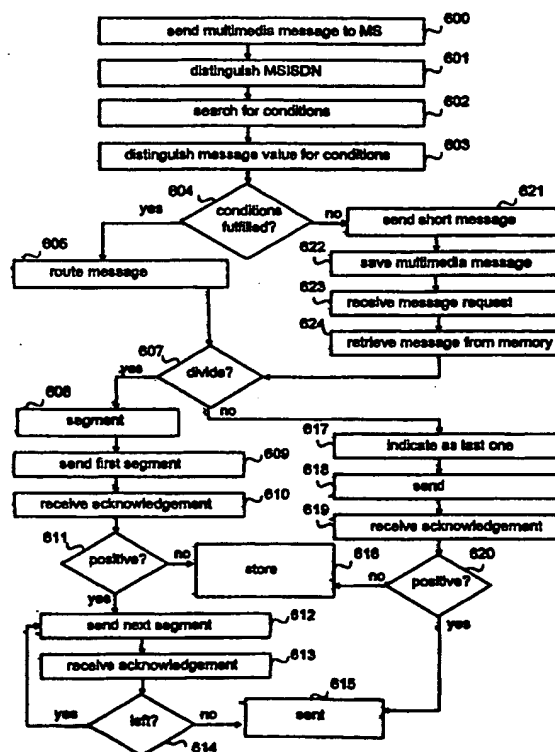 600
send multimedia message to MS
601
distinguish MSISDN
602
search for conditions
603
distinguish message value for conditions
604
conditions futfilled?
yes
no
621
send short message
605
route message
622
save multimedia message
623
receive message request
624
retrieve message from memory
607
divide?
yes
no
608
segment
617
indicate as last one
609
send first segment
618
send
610
receive acknowledgement
619
receive acknowledgement
611
positive?
no
616
store
620
positive?
no
yes
yes
612
send next segment
613
receive acknowledgement
615
sent
left?
yes
no
614